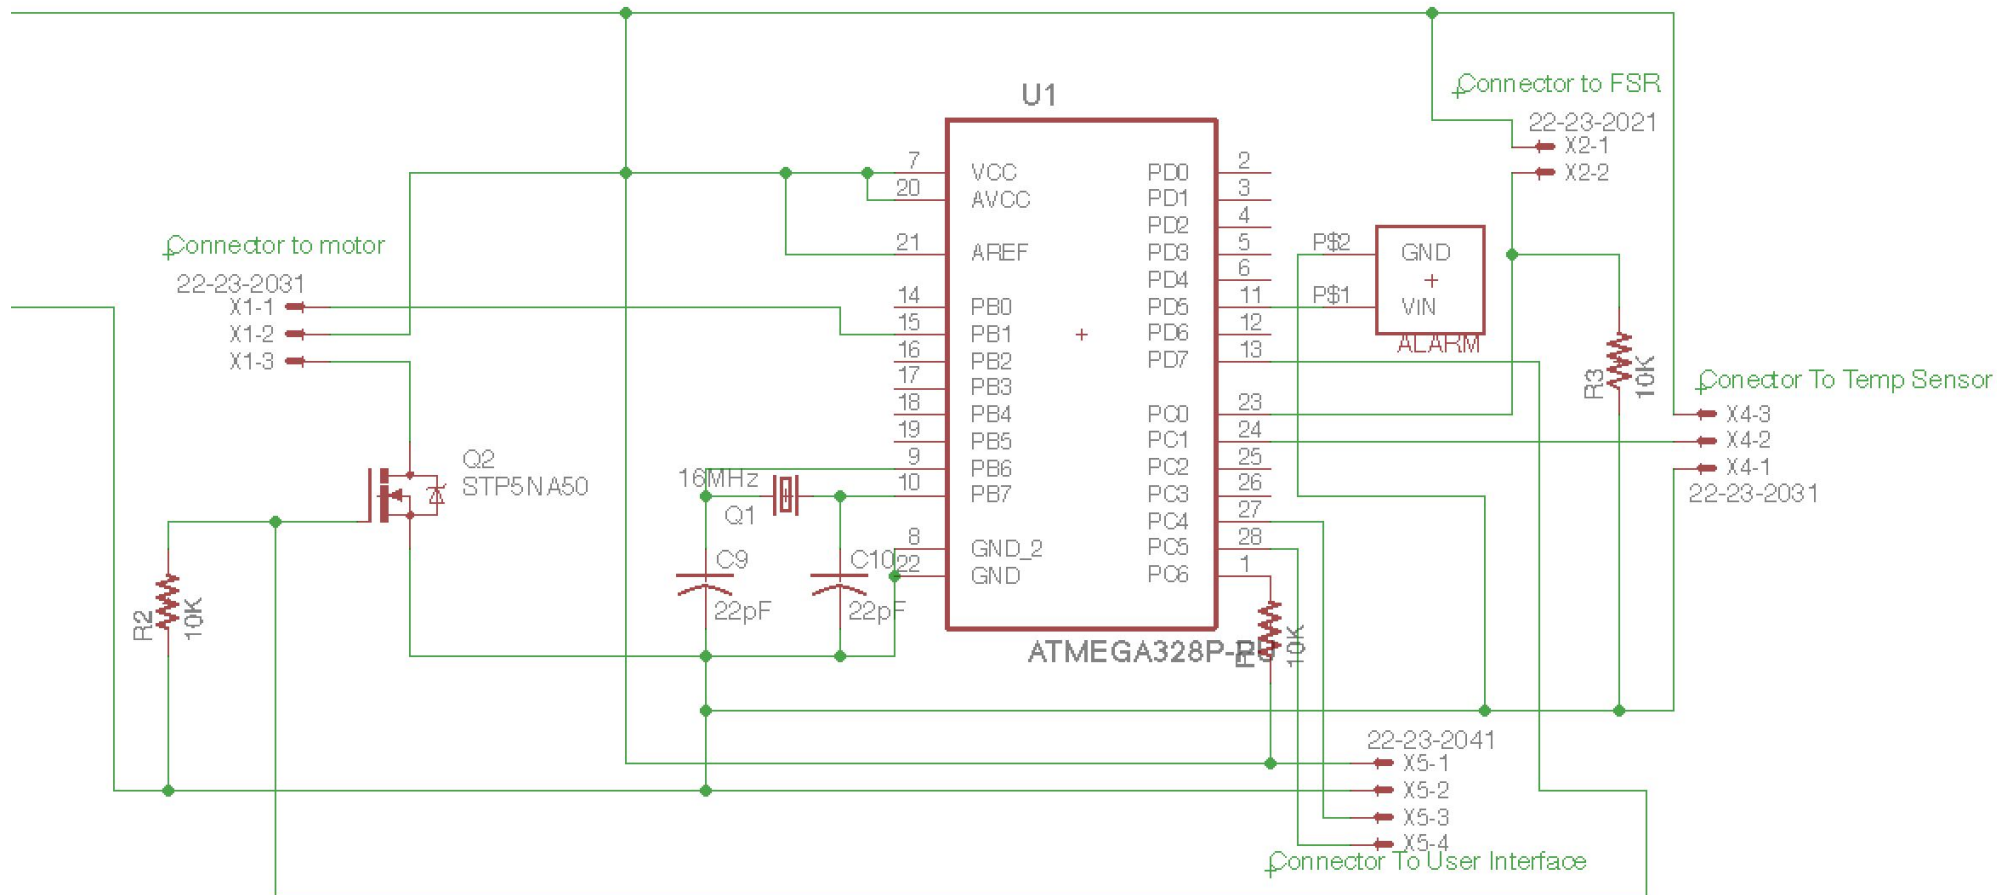 U1
Connector to FSR
22-23-2021
X2-1
X2-2
7
20
21
14
15
16
17
18
19
9
10
8
22
VCC
AVCC
AREF
PB0
PB1
PB2
PB3
PB4
PB5
PB6
PB7
GND_2
GND
PD0
PD1
PD2
PD3
PD4
PD5
PD6
PD7
PC0
PC1
PC2
PC3
PC4
PC5
PC6
2
3
4
5
6
11
12
13
23
24
25
26
27
28
1
P$2
P$1
GND
VIN
ALARM
Connector to motor
22-23-2031
X1-1
X1-2
X1-3
R3
10K
Conector To Temp Sensor
X4-3
X4-2
X4-1
22-23-2031
Q2
STP5NA50
16MHz
Q1
C9
22pF
C10
22pF
R2
10K
ATMEGA328P-PU
10K
22-23-2041
X5-1
X5-2
X5-3
X5-4
Connector To User Interface